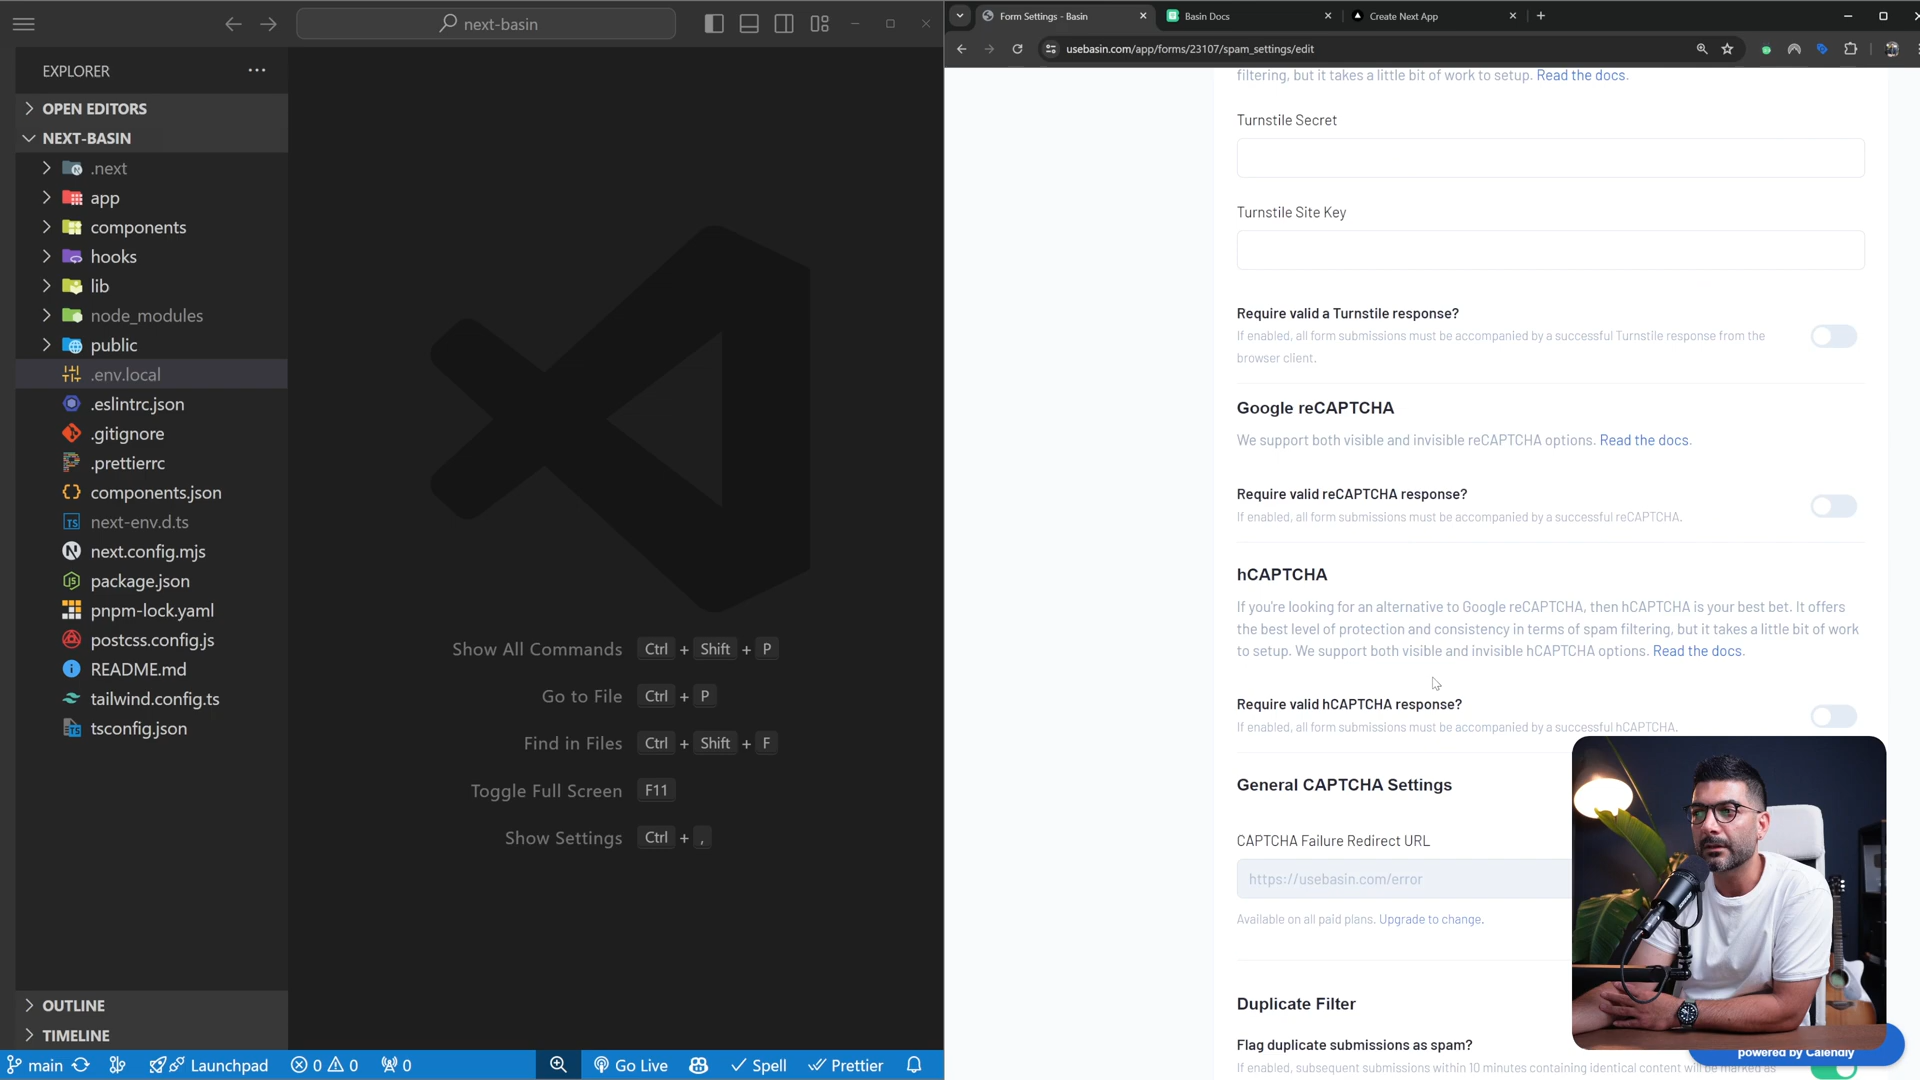 next-basin
EXPLORER
OPEN EDITORS
NEXT-BASIN
.next
app
components
hooks
lib
node_modules
public
.env.local
.eslintrc.json
.gitignore
.prettierrc
components.json
next-env.d.ts
next.config.mjs
package.json
pnpm-lock.yaml
postcss.config.js
README.md
tailwind.config.ts
tsconfig.json
OUTLINE
TIMELINE
Show All Commands Ctrl + Shift + P
Go to File Ctrl + P
Find in Files Ctrl + Shift + F
Toggle Full Screen F11
Show Settings Ctrl + ,
main Launchpad 0 0 0 Go Live Spell Prettier
Form Settings - Basin
Basin Docs
Create Next App
usebasin.com/app/forms/23107/spam_settings/edit
filtering, but it takes a little bit of work to setup. Read the docs.
Turnstile Secret
Turnstile Site Key
Require valid a Turnstile response?
If enabled, all form submissions must be accompanied by a successful Turnstile response from the
browser client.
Google reCAPTCHA
We support both visible and invisible reCAPTCHA options. Read the docs.
Require valid reCAPTCHA response?
If enabled, all form submissions must be accompanied by a successful reCAPTCHA.
hCAPTCHA
If you're looking for an alternative to Google reCAPTCHA, then hCAPTCHA is your best bet. It offers
the best level of protection and consistency in terms of spam filtering, but it takes a little bit of work
to setup. We support both visible and invisible hCAPTCHA options. Read the docs.
Require valid hCAPTCHA response?
If enabled, all form submissions must be accompanied by a successful hCAPTCHA.
General CAPTCHA Settings
CAPTCHA Failure Redirect URL
https://usebasin.com/error
Available on all paid plans. Upgrade to change.
Duplicate Filter
Flag duplicate submissions as spam?
If enabled, subsequent submissions within 10 minutes containing identical content will be marked as
powered by Calendly